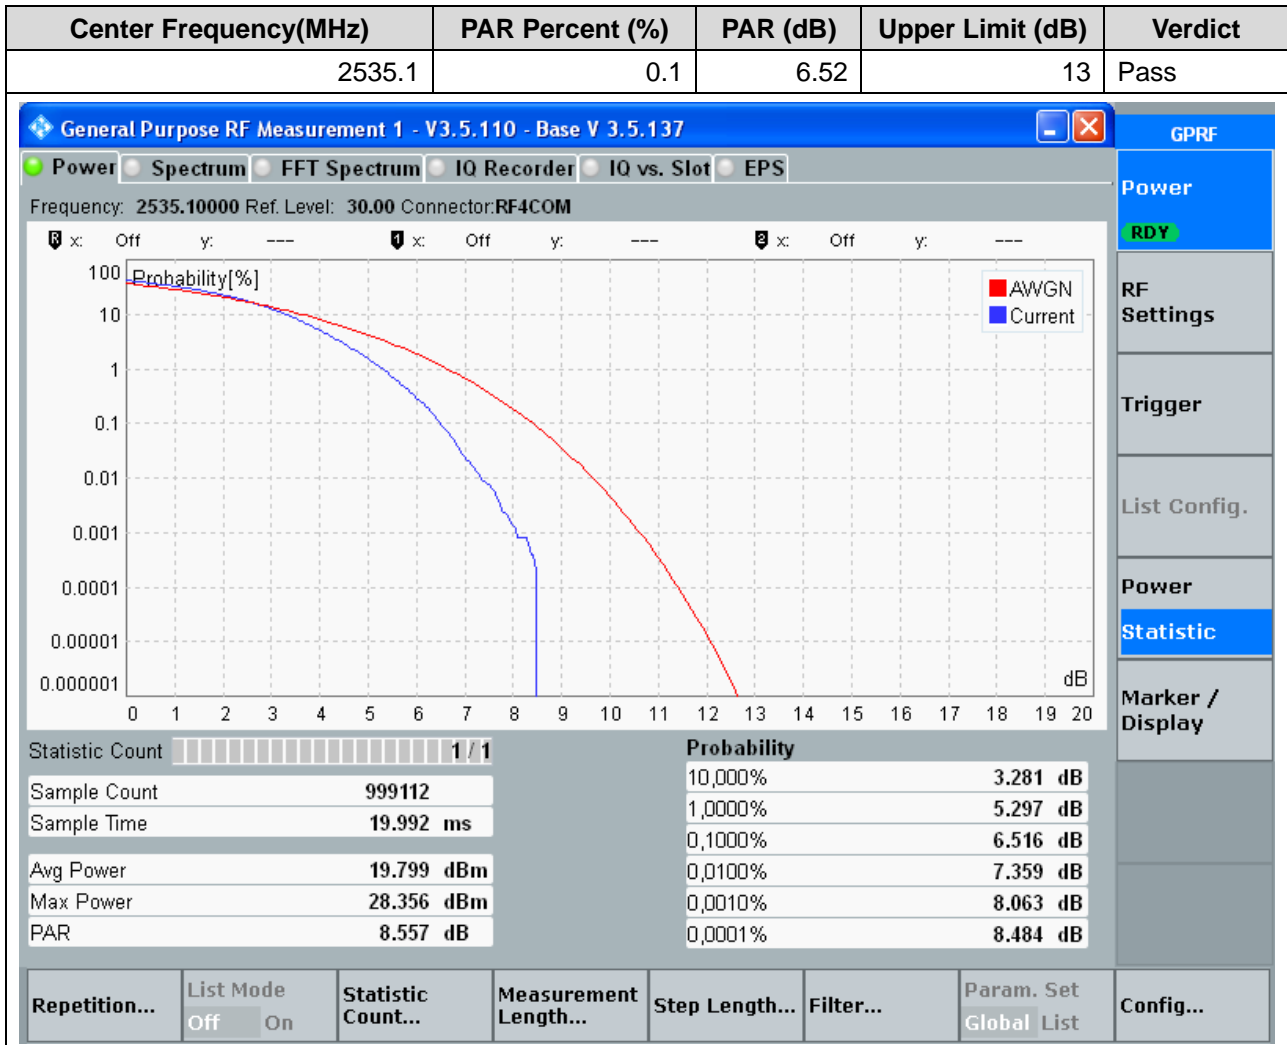 Center Frequency(MHz) PAR Percent (%) PAR (dB) Upper Limit (dB) Verdict
2535.1 0.1 6.52 13 Pass
General Purpose RF Measurement 1 - V3.5.110 - Base V 3.5.137
GPRF
Power Spectrum FFT Spectrum IQ Recorder IQ vs. Slot EPS
Power
RDY
Frequency: 2535.10000 Ref. Level: 30.00 Connector:RF4COM
R x: Off y: --- 1 x: Off y: --- 2 x: Off y: ---
Probability[%]
AWGN
Current
100
10
1
0.1
0.01
0.001
0.0001
0.00001
0.000001
dB
0 1 2 3 4 5 6 7 8 9 10 11 12 13 14 15 16 17 18 19 20
RF Settings
Trigger
List Config.
Power
Statistic
Marker / Display
Statistic Count 1 / 1
Sample Count 999112
Sample Time 19.992 ms
Avg Power 19.799 dBm
Max Power 28.356 dBm
PAR 8.557 dB
Probability
10,000% 3.281 dB
1,0000% 5.297 dB
0,1000% 6.516 dB
0,0100% 7.359 dB
0,0010% 8.063 dB
0,0001% 8.484 dB
Repetition...
List Mode
Off On
Statistic Count...
Measurement Length...
Step Length...
Filter...
Param. Set
Global List
Config...